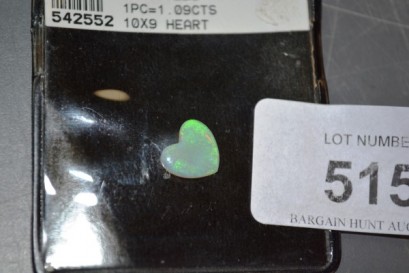 542552
1PC=1.09CTS
10X9 HEART
LOT NUMBE
515
BARGAIN HUNT AUC